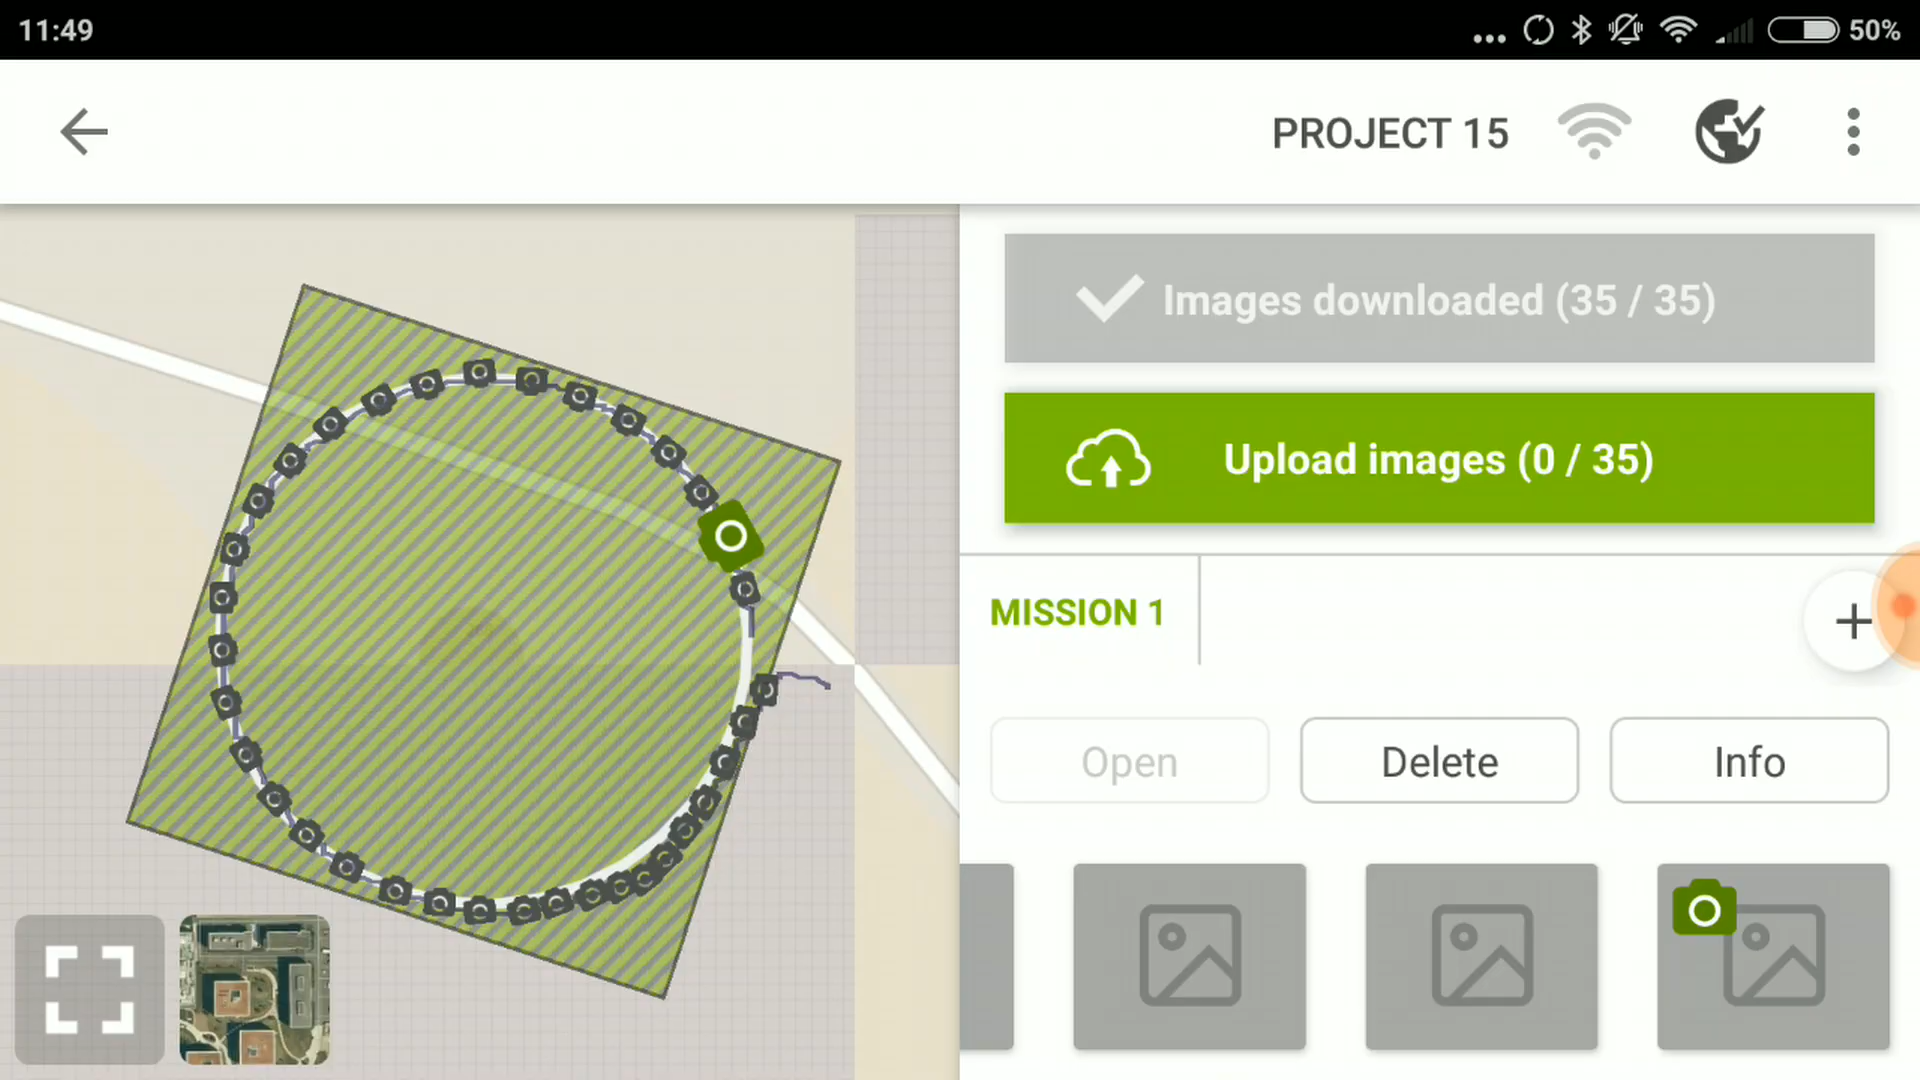 11:49
50%
PROJECT 15
Images downloaded (35 / 35)
Upload images (0 / 35)
MISSION 1
Open
Delete
Info